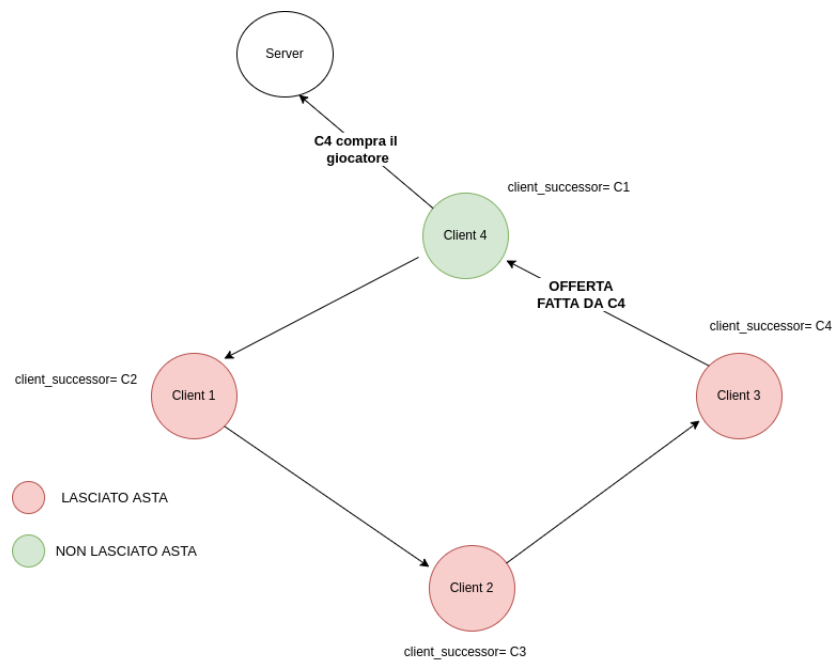 Server
C4 compra il
giocatore
client_successor= C1
Client 4
OFFERTA
FATTA DA C4
client_successor= C4
client_successor= C2
Client 1
Client 3
LASCIATO ASTA
NON LASCIATO ASTA
Client 2
client_successor= C3